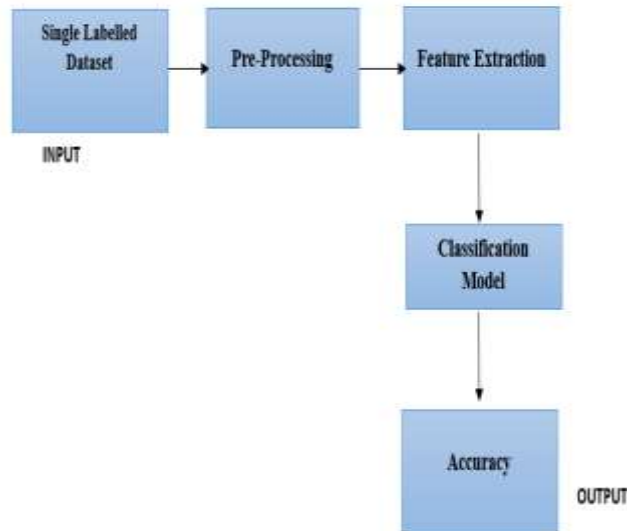 Single Labelled
Dataset
Pre-Processing
Feature Extraction
INPUT
Classification
Model
Accuracy
OUTPUT